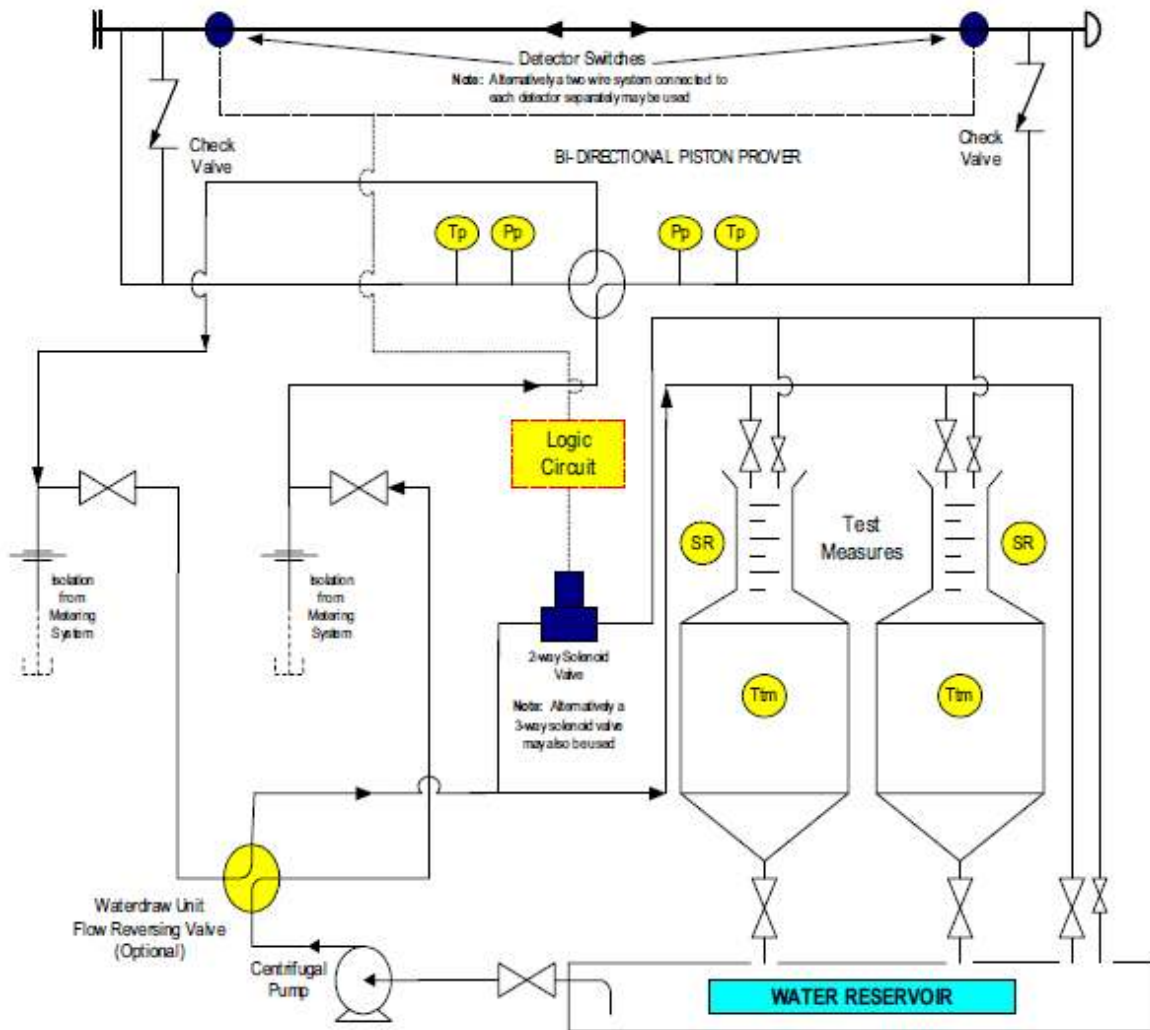 Detector Switches
Note: Alternatively a two wire system connected to
each detector separately may be used
Check
Valve
Check
Valve
BI-DIRECTIONAL PISTON PROVER
Tp
Pp
Pp
Tp
Logic
Circuit
SR
Test
Measures
SR
Isolation
from
Metering
System
Isolation
from
Metering
System
2-way Solenoid
Valve
Note: Alternatively a
3-way solenoid valve
may also be used
Ttm
Ttm
Waterdraw Unit
Flow Reversing Valve
(Optional)
Centrifugal
Pump
WATER RESERVOIR